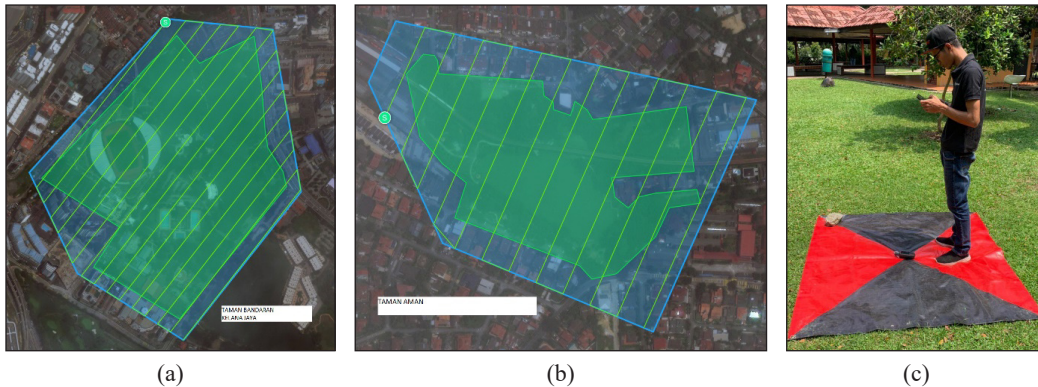 S
TAMAN BANDARAN
KELANA JAYA
S
TAMAN AMAN
(a)
(b)
(c)